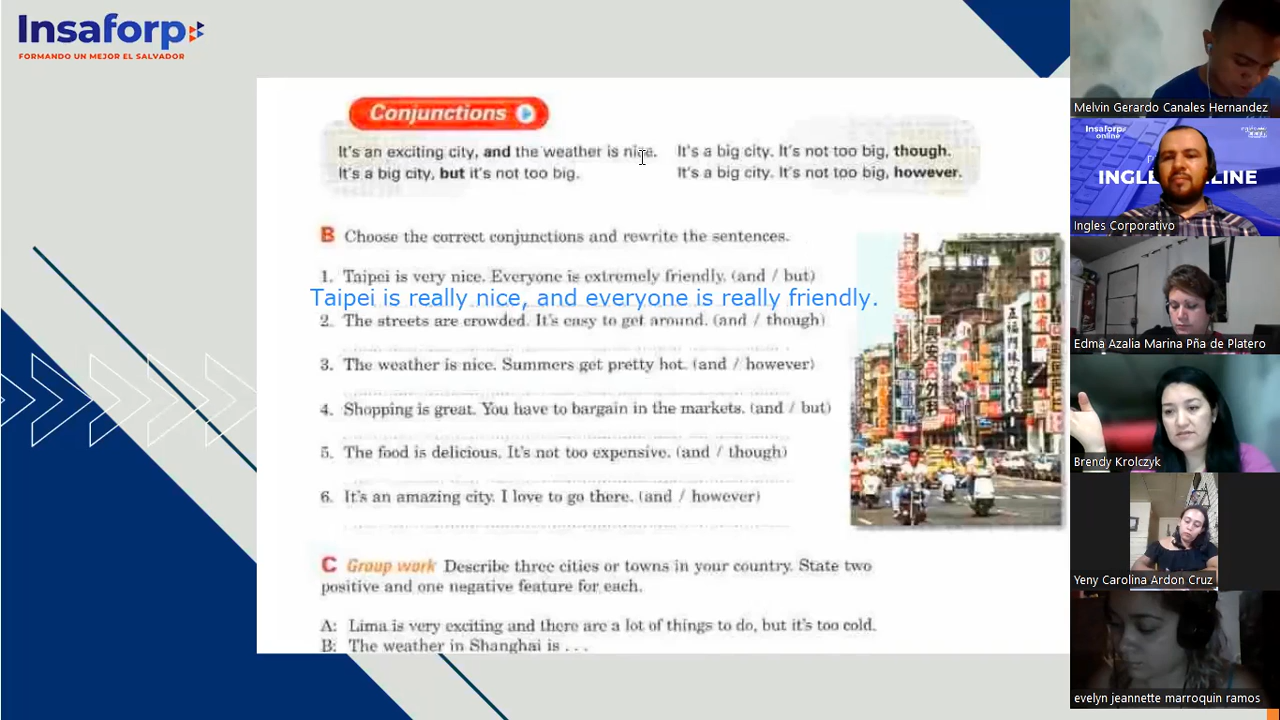 Insaforp
FORMANDO UN MEJOR EL SALVADOR
Conjunctions
It's an exciting city, and the weather is nice.
It's a big city, but it's not too big.
It's a big city. It's not too big, though.
It's a big city. It's not too big, however.
B Choose the correct conjunctions and rewrite the sentences.
1. Taipei is very nice. Everyone is extremely friendly. (and / but)
Taipei is really nice, and everyone is really friendly.
2. The streets are crowded. It's easy to get around. (and / though)
3. The weather is nice. Summers get pretty hot. (and / however)
4. Shopping is great. You have to bargain in the markets. (and / but)
5. The food is delicious. It's not too expensive. (and / though)
6. It's an amazing city. I love to go there. (and / however)
C Group work Describe three cities or towns in your country. State two
positive and one negative feature for each.
A: Lima is very exciting and there are a lot of things to do, but it's too cold.
B: The weather in Shanghai is . . .
Melvin Gerardo Canales Hernandez
Insaforp
online
INGL LINE
Ingles Corporativo
Edma Azalia Marina Pña de Platero
Brendy Krolczyk
Yeny Carolina Ardon Cruz
evelyn jeannette marroquin ramos